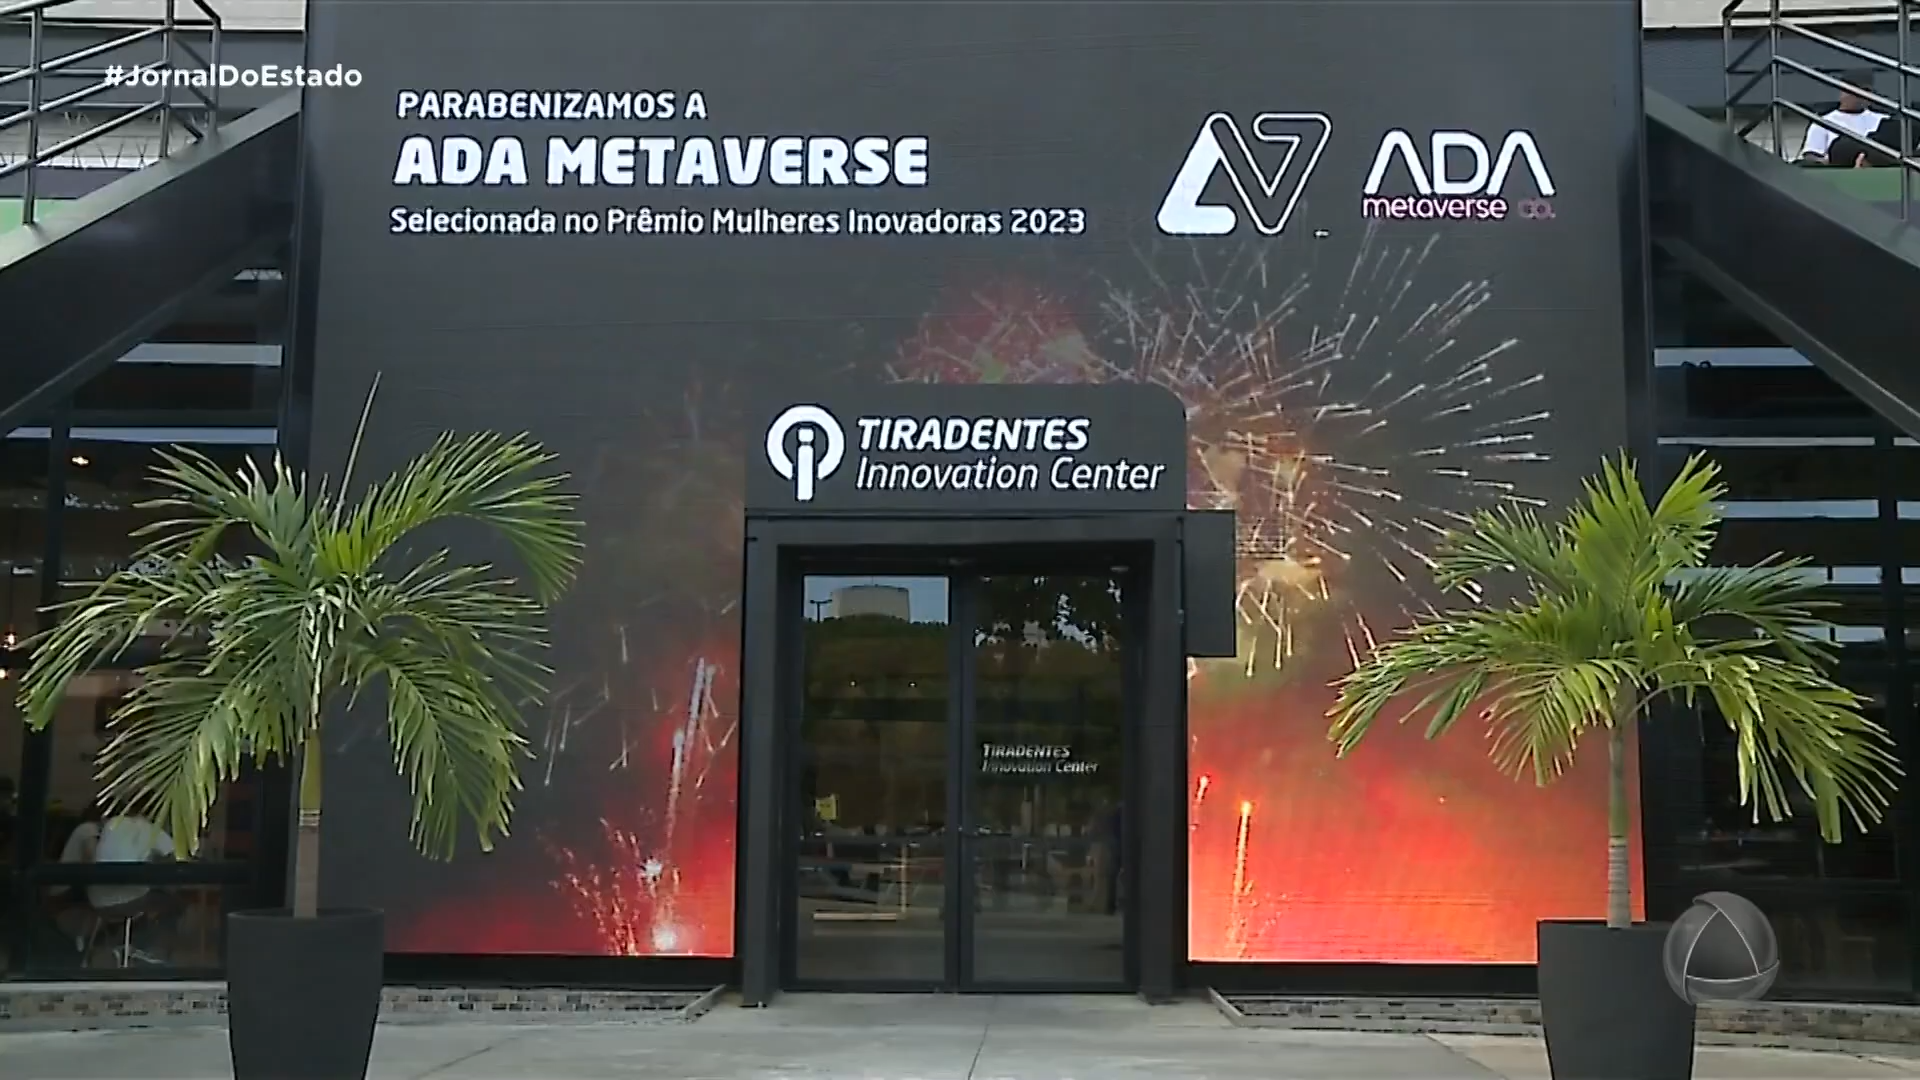 #JornalDoEstado
PARABENIZAMOS A
ADA METAVERSE
Selecionada no Prêmio Mulheres Inovadoras 2023
ADA
metaverse co.
TIRADENTES
Innovation Center
TIRADENTES
Innovation Center